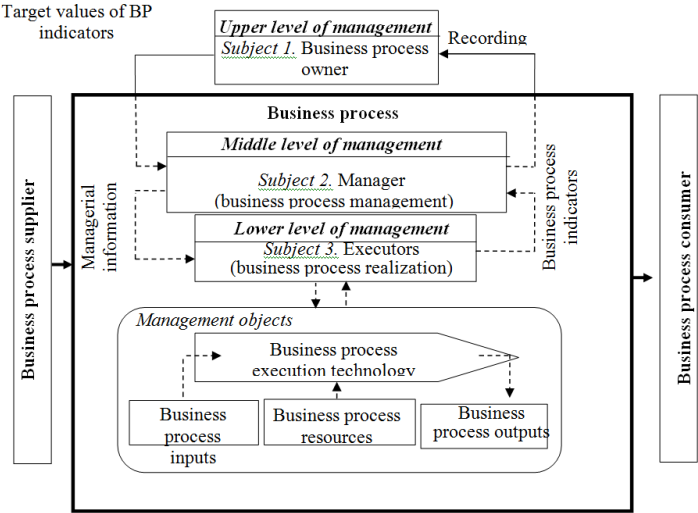 Target values of BP
indicators
Upper level of management
Subject 1. Business process
owner
Recording
Business process
Middle level of management
Subject 2. Manager
(business process management)
Lower level of management
Subject 3. Executors
(business process realization)
Managerial
information
Business process
indicators
Business process supplier
Business process consumer
Management objects
Business process
execution technology
Business
process
inputs
Business process
resources
Business
process outputs